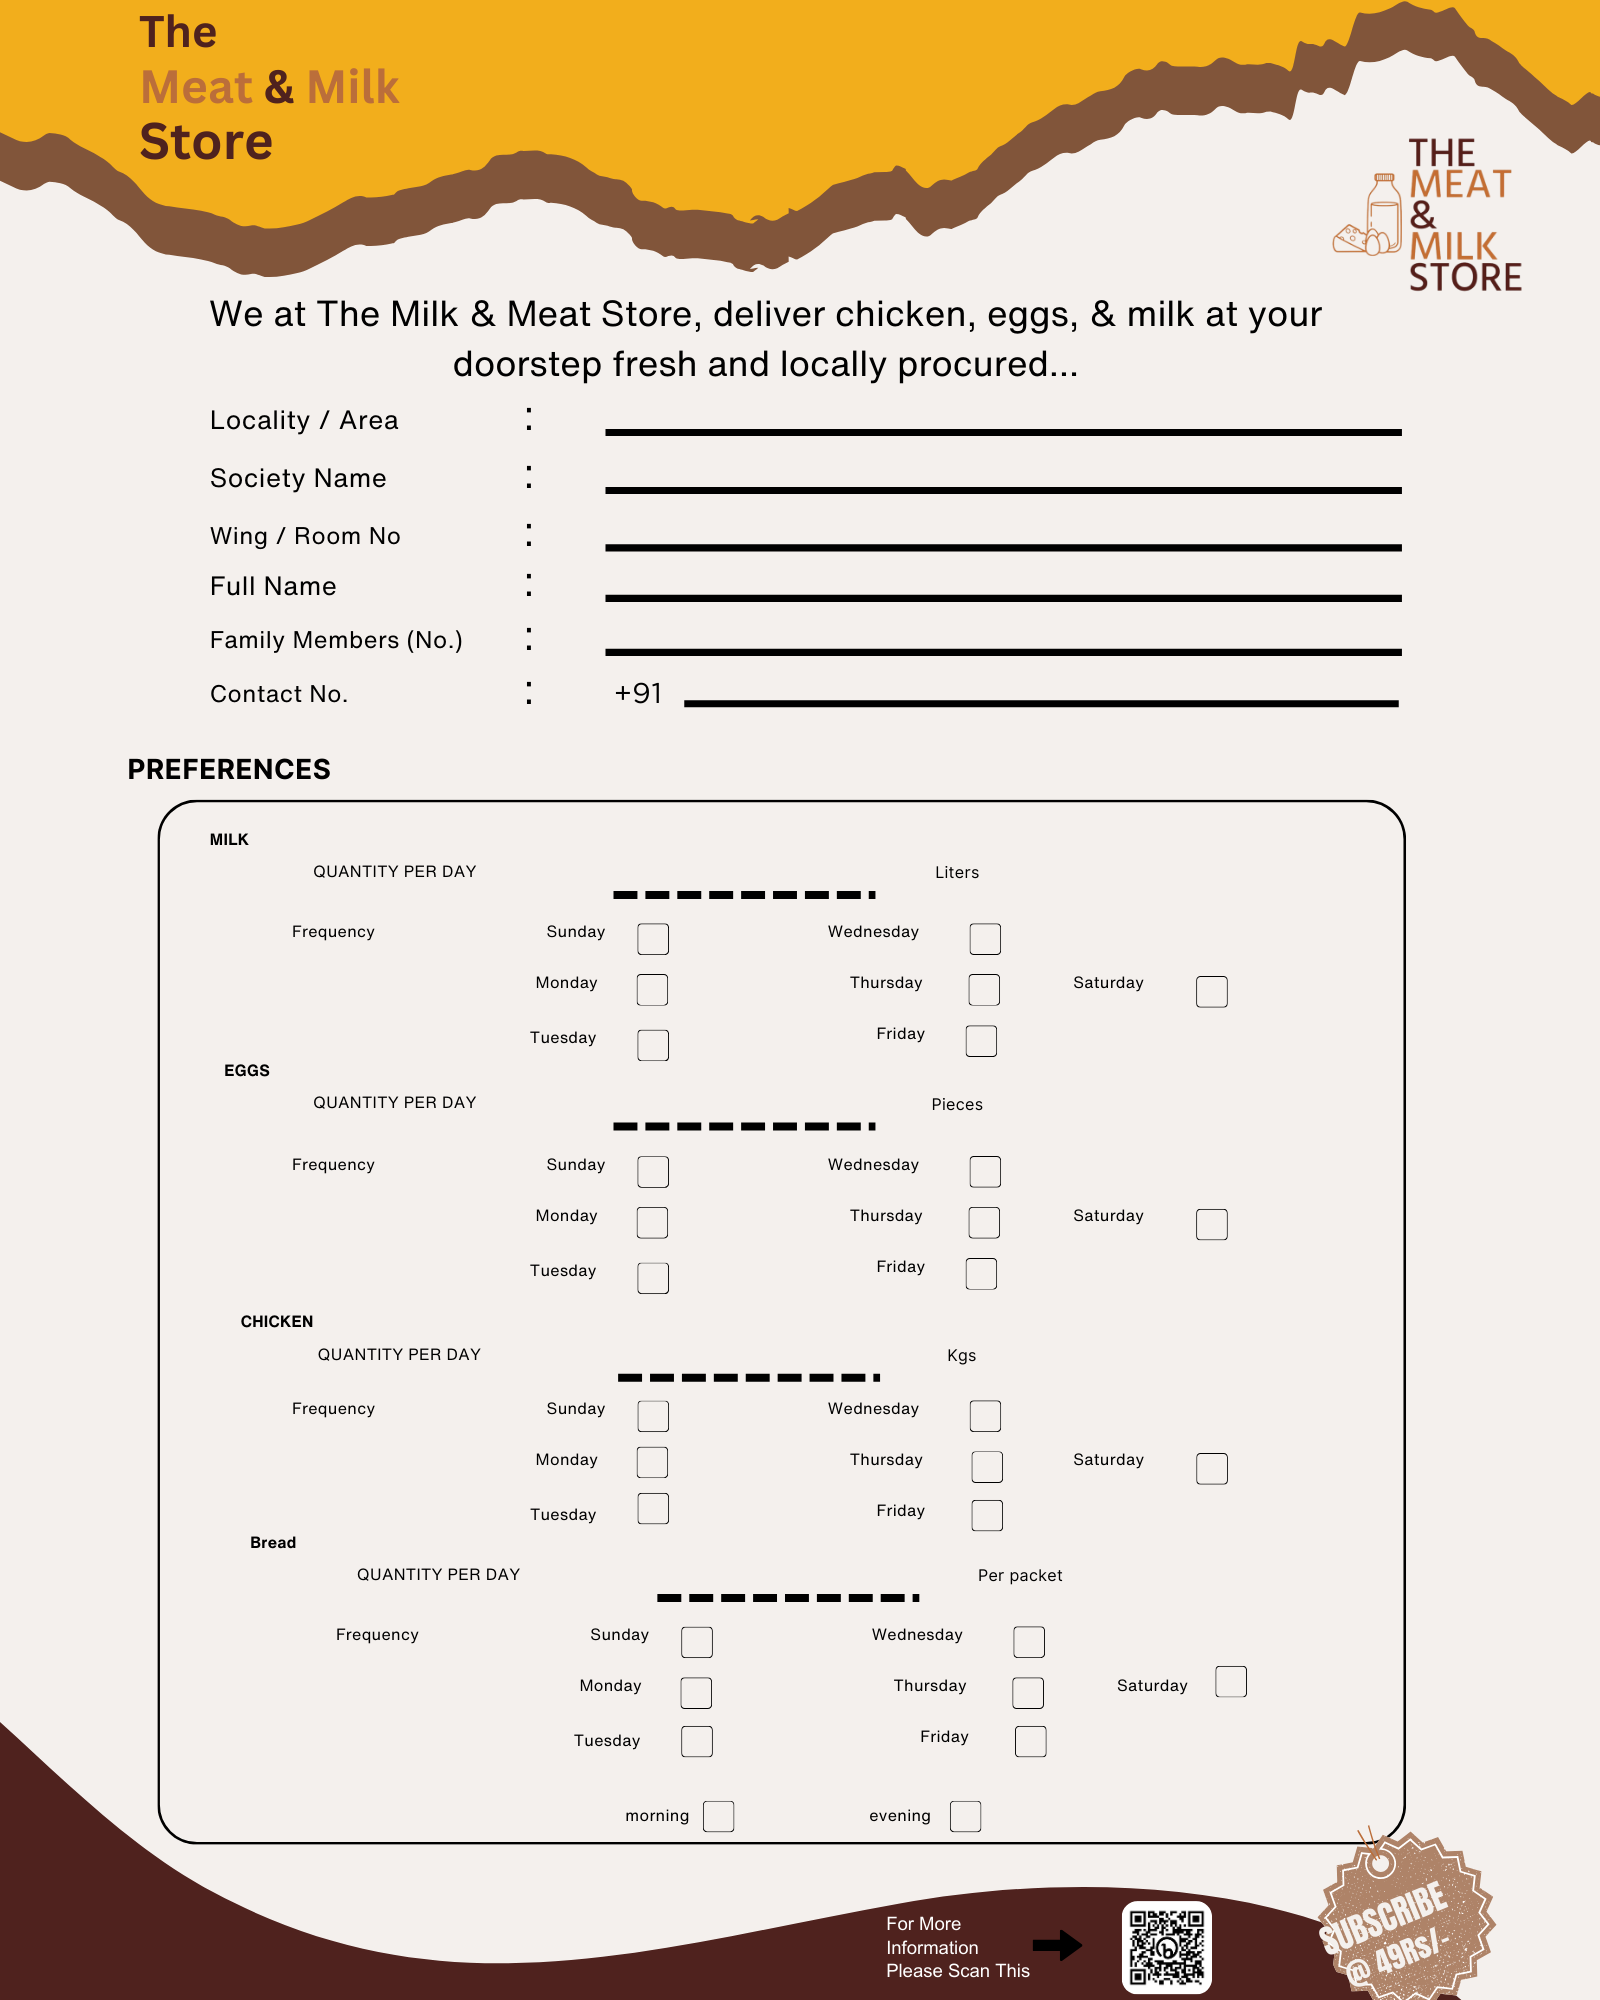 The
Meat & Milk
Store
THE
MEAT
&
MILK
STORE
We at The Milk & Meat Store, deliver chicken, eggs, & milk at your
doorstep fresh and locally procured...
Locality / Area :
Society Name :
Wing / Room No :
Full Name :
Family Members (No.) :
Contact No. : +91
PREFERENCES
MILK
QUANTITY PER DAY Liters
Frequency Sunday Wednesday
Monday Thursday Saturday
Tuesday Friday
EGGS
QUANTITY PER DAY Pieces
Frequency Sunday Wednesday
Monday Thursday Saturday
Tuesday Friday
CHICKEN
QUANTITY PER DAY Kgs
Frequency Sunday Wednesday
Monday Thursday Saturday
Tuesday Friday
Bread
QUANTITY PER DAY Per packet
Frequency Sunday Wednesday
Monday Thursday Saturday
Tuesday Friday
morning evening
For More
Information
Please Scan This
SUBSCRIBE
@ 49Rs/-